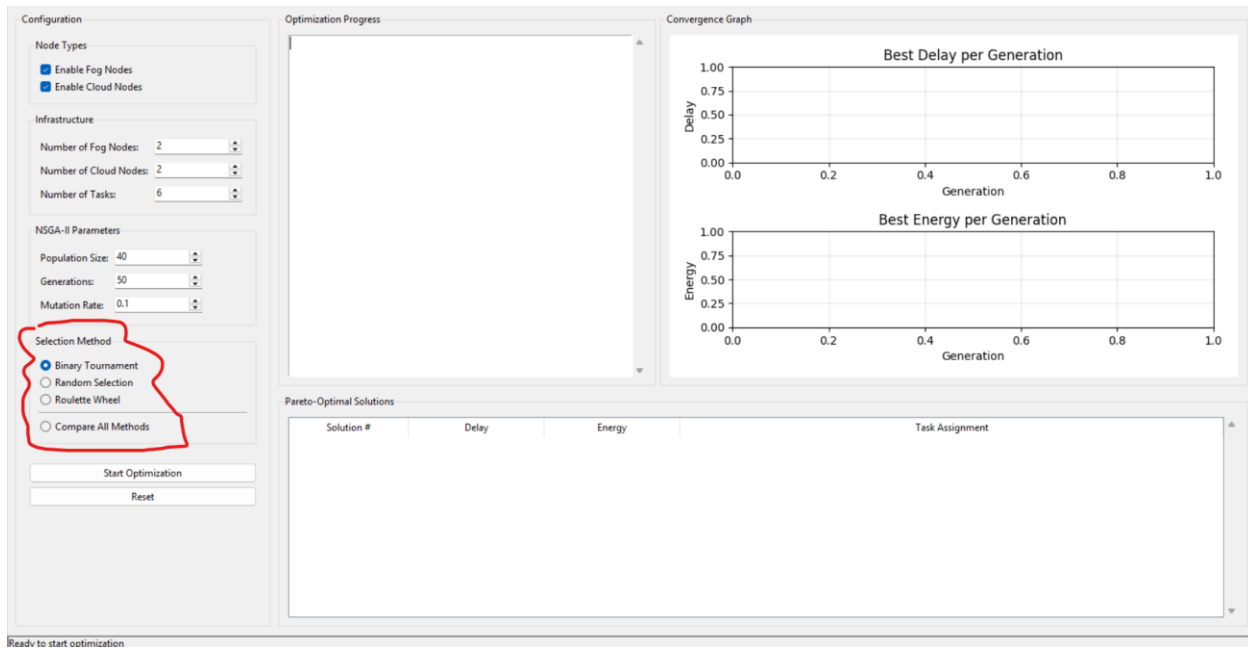 Configuration
Node Types
Enable Fog Nodes
Enable Cloud Nodes
Infrastructure
Number of Fog Nodes: 2
Number of Cloud Nodes: 2
Number of Tasks: 6
NSGA-II Parameters
Population Size: 40
Generations: 50
Mutation Rate: 0.1
Selection Method
Binary Tournament
Random Selection
Roulette Wheel
Compare All Methods
Start Optimization
Reset
Optimization Progress
Convergence Graph
Best Delay per Generation
1.00
0.75
0.50
0.25
0.00
Delay
0.0 0.2 0.4 0.6 0.8 1.0
Generation
Best Energy per Generation
1.00
0.75
0.50
0.25
0.00
Energy
0.0 0.2 0.4 0.6 0.8 1.0
Generation
Pareto-Optimal Solutions
Solution # Delay Energy Task Assignment
Ready to start optimization